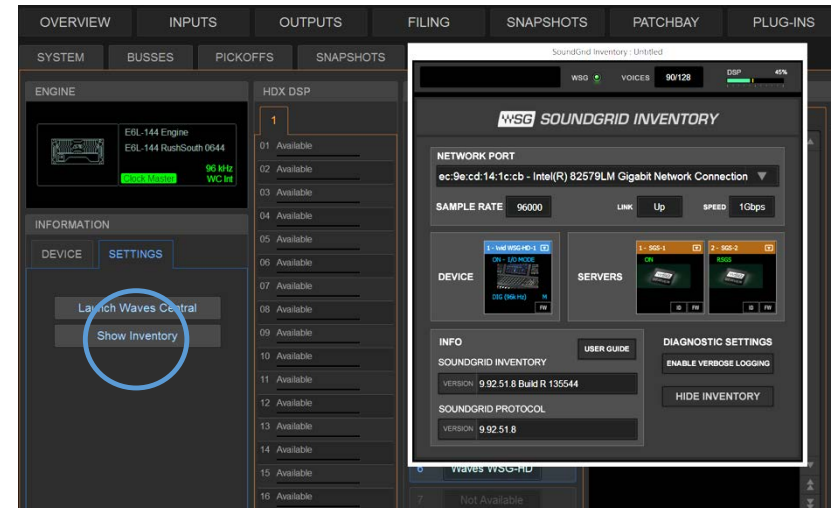 OVERVIEW INPUTS OUTPUTS FILING SNAPSHOTS PATCHBAY PLUG-INS
SYSTEM BUSSES PICKOFFS SNAPSHOTS
ENGINE
E6L-144 Engine
E6L-144 RushSouth 0644
96 kHz
Clock Master WC Int
INFORMATION
DEVICE SETTINGS
Launch Waves Central
Show Inventory
HDX DSP
1
01 Available
02 Available
03 Available
04 Available
05 Available
06 Available
07 Available
08 Available
09 Available
10 Available
11 Available
12 Available
13 Available
14 Available
15 Available
16 Available
SoundGrid Inventory : Untitled
WSG VOICES 90/128 DSP 45%
WSG SOUNDGRID INVENTORY
NETWORK PORT
ec:9e:cd:14:1c:cb - Intel(R) 82579LM Gigabit Network Connection
SAMPLE RATE 96000 LINK Up SPEED 1Gbps
DEVICE
ON - I/O MODE
DIG (96k Hz) M
FW
SERVERS
1 - SGS-1
ON
ID FW
2 - SGS-2
ID FW
INFO
USER GUIDE
SOUNDGRID INVENTORY
VERSION 9.92.51.8 Build R 135544
SOUNDGRID PROTOCOL
VERSION 9.92.51.8
DIAGNOSTIC SETTINGS
ENABLE VERBOSE LOGGING
HIDE INVENTORY
6 Waves WSG-HD
7 Not Available